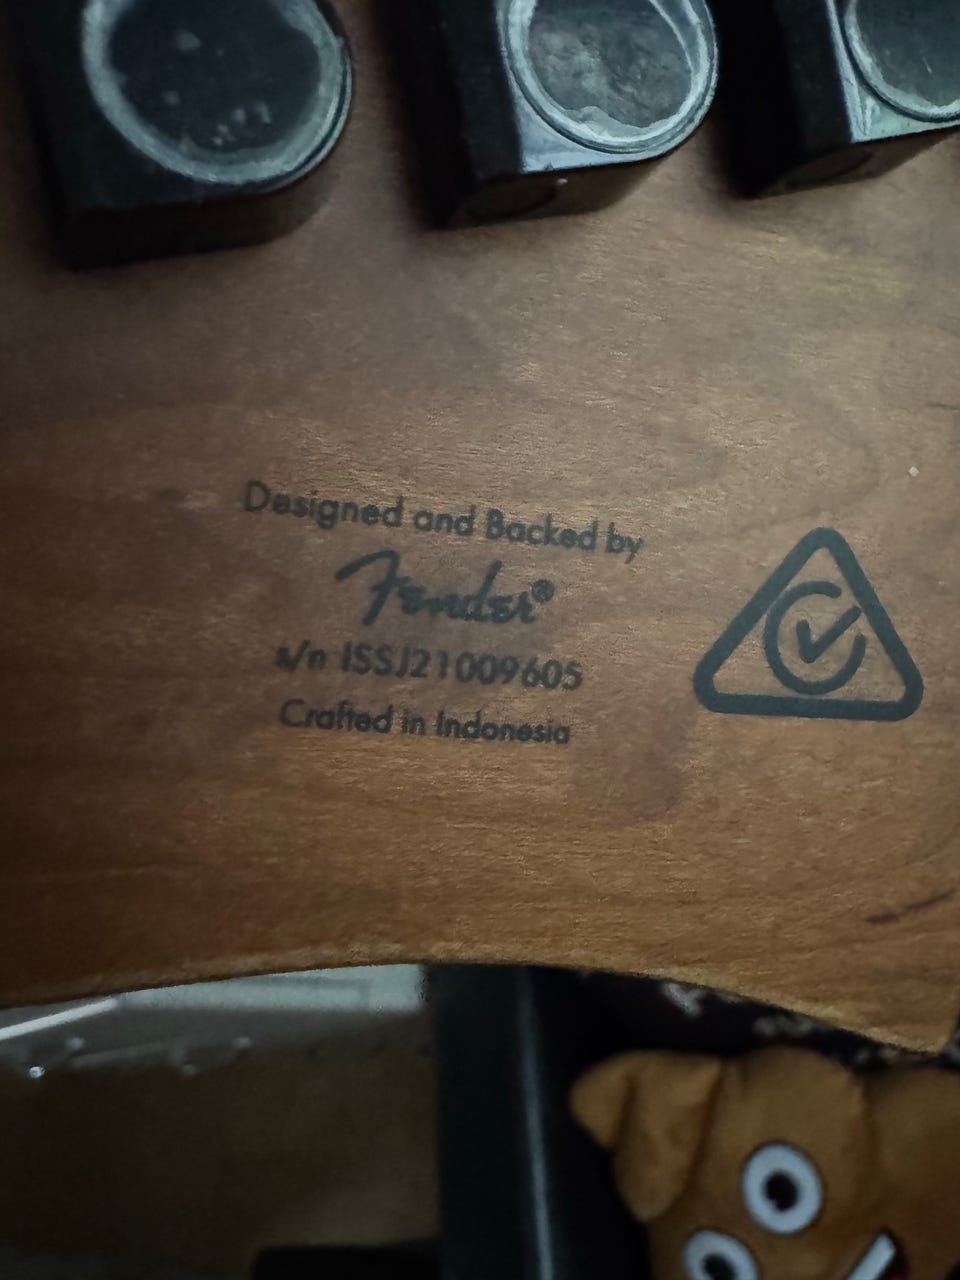 Designed and Backed by
Fender®
s/n ISSJ21009605
Crafted in Indonesia